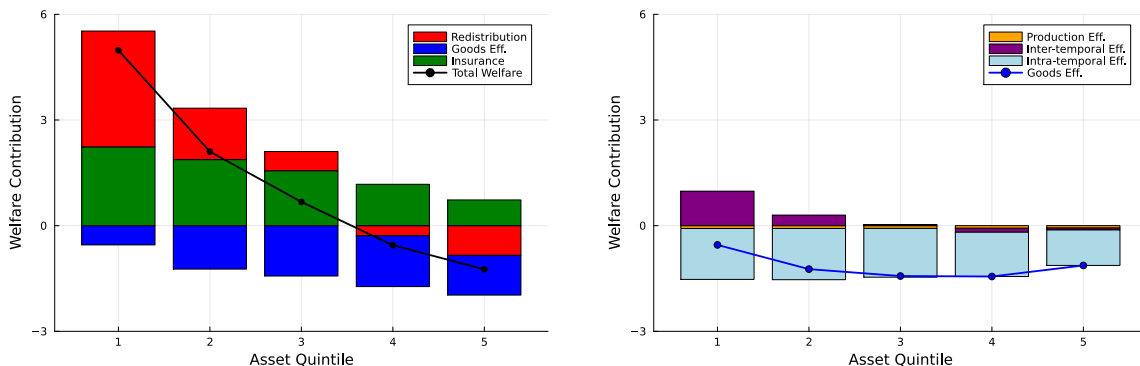 6
3
0
−3
Welfare Contribution
Redistribution
Goods Eff.
Insurance
Total Welfare
1 2 3 4 5
Asset Quintile
6
3
0
−3
Welfare Contribution
Production Eff.
Inter-temporal Eff.
Intra-temporal Eff.
Goods Eff.
1 2 3 4 5
Asset Quintile